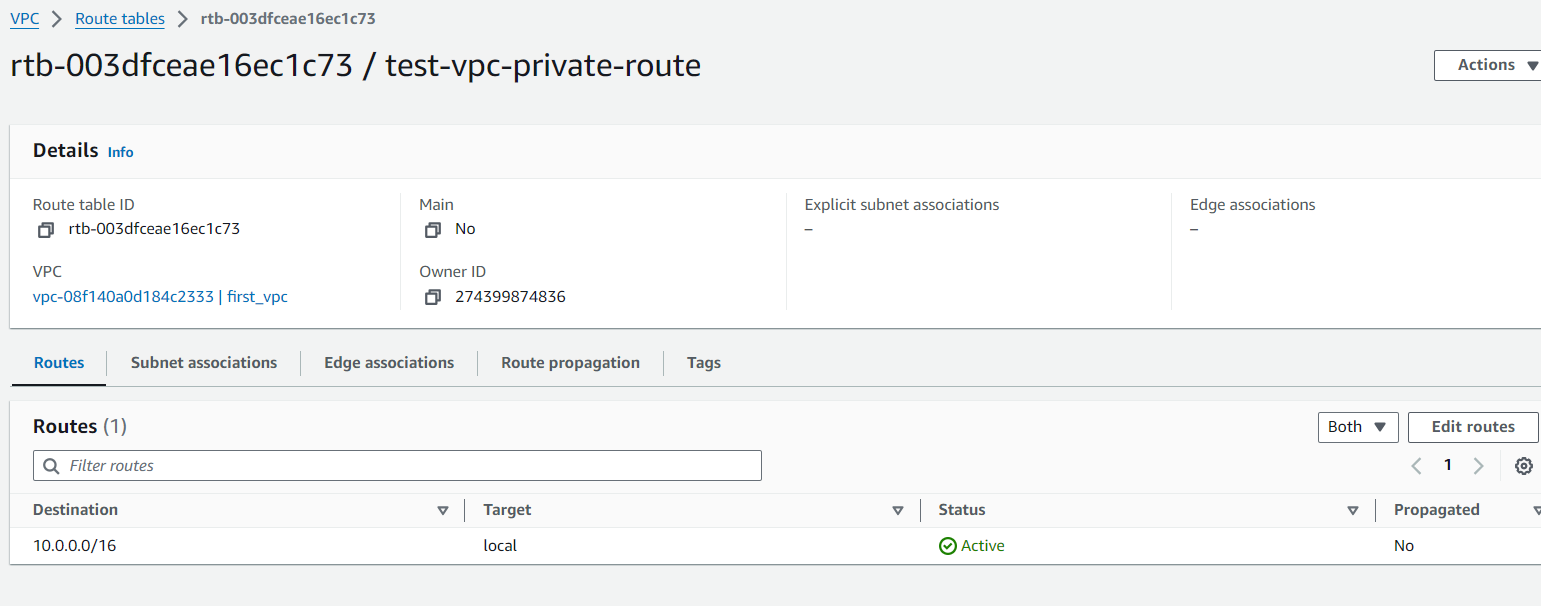 VPC > Route tables > rtb-003dfceae16ec1c73
rtb-003dfceae16ec1c73 / test-vpc-private-route
Actions
Details Info
Route table ID
rtb-003dfceae16ec1c73
Main
No
Explicit subnet associations
–
Edge associations
–
VPC
vpc-08f140a0d184c2333 | first_vpc
Owner ID
274399874836
Routes
Subnet associations
Edge associations
Route propagation
Tags
Routes (1)
Both
Edit routes
Filter routes
1
Destination Target Status Propagated
10.0.0.0/16 local Active No